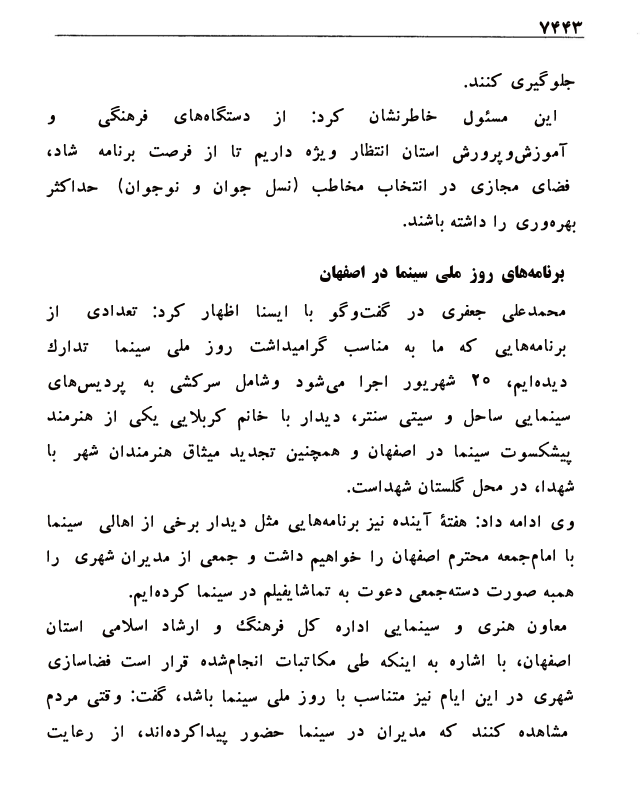 ۷۴۴۳
جلوگیری کنند.
این مسئول خاطرنشان کرد: از دستگاه‌های فرهنگی و
آموزش‌وپرورش استان انتظار ویژه داریم تا از فرصت برنامه شاد،
فضای مجازی در انتخاب مخاطب (نسل جوان و نوجوان) حداکثر
بهره‌وری را داشته باشند.
برنامه‌های روز ملی سینما در اصفهان
محمدعلی جعفری در گفت‌وگو با ایسنا اظهار کرد: تعدادی از
برنامه‌هایی که ما به مناسب گرامیداشت روز ملی سینما تدارک
دیده‌ایم، ۲۰ شهریور اجرا می‌شود وشامل سرکشی به پردیس‌های
سینمایی ساحل و سیتی سنتر، دیدار با خانم کربلایی یکی از هنرمند
پیشکسوت سینما در اصفهان و همچنین تجدید میثاق هنرمندان شهر با
شهدا، در محل گلستان شهداست.
وی ادامه داد: هفتۀ آینده نیز برنامه‌هایی مثل دیدار برخی از اهالی سینما
با امام‌جمعه محترم اصفهان را خواهیم داشت و جمعی از مدیران شهری را
همبه صورت دسته‌جمعی دعوت به تماشایفیلم در سینما کرده‌ایم.
معاون هنری و سینمایی اداره کل فرهنگ و ارشاد اسلامی استان
اصفهان، با اشاره به اینکه طی مکاتبات انجام‌شده قرار است فضاسازی
شهری در این ایام نیز متناسب با روز ملی سینما باشد، گفت: وقتی مردم
مشاهده کنند که مدیران در سینما حضور پیداکرده‌اند، از رعایت